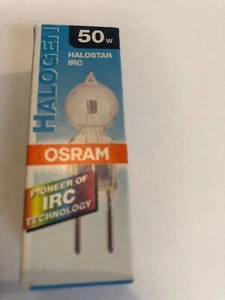 HALOGEN
50W
HALOSTAR
IRC
OSRAM
PIONEER OF
IRC
TECHNOLOGY